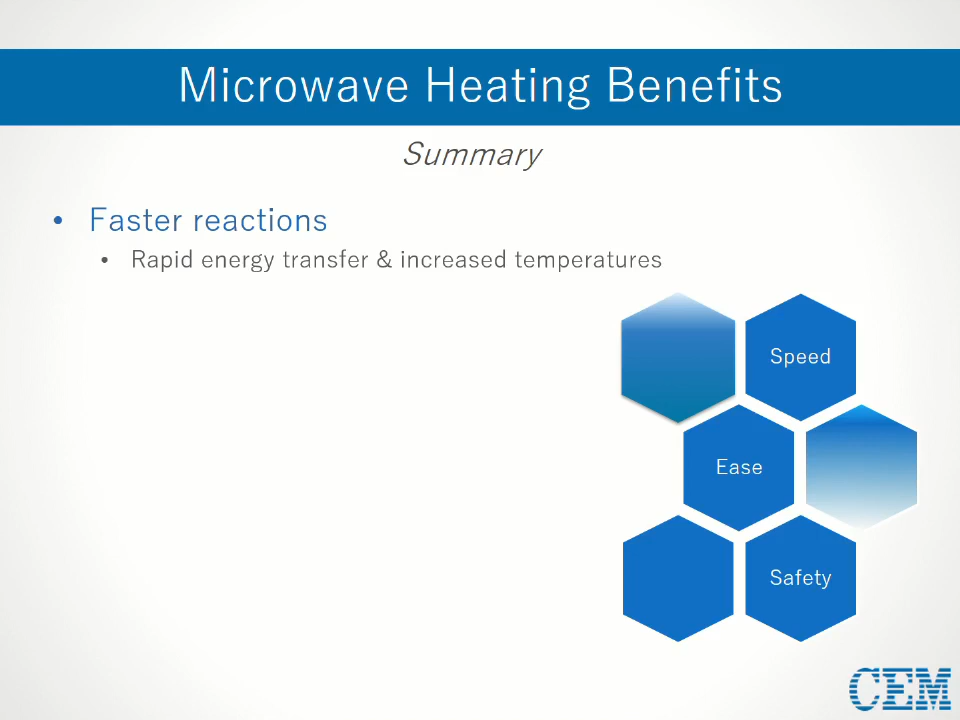 Microwave Heating Benefits
Summary
• Faster reactions
• Rapid energy transfer & increased temperatures
Speed
Ease
Safety
CEM